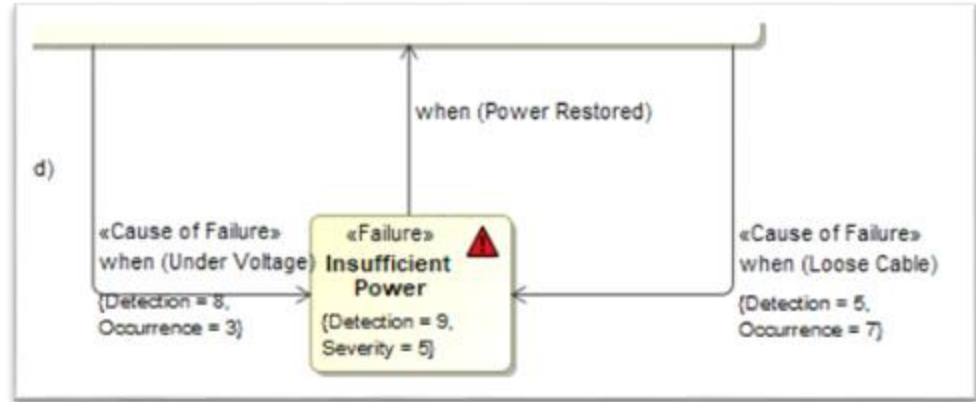 when (Power Restored)
d)
«Cause of Failure»
when (Under Voltage)
{Detection = 8,
Occurrence = 3}
«Failure»
Insufficient
Power
{Detection = 9,
Severity = 5}
«Cause of Failure»
when (Loose Cable)
{Detection = 5,
Occurrence = 7}